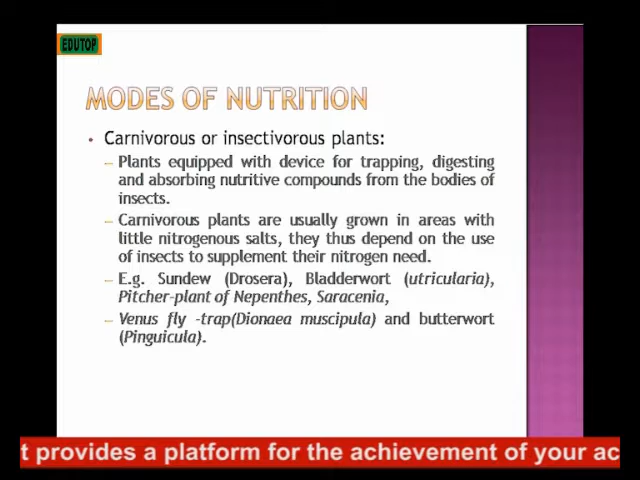 EDUTOP
MODES OF NUTRITION
• Carnivorous or insectivorous plants:
– Plants equipped with device for trapping, digesting
and absorbing nutritive compounds from the bodies of
insects.
– Carnivorous plants are usually grown in areas with
little nitrogenous salts, they thus depend on the use
of insects to supplement their nitrogen need.
– E.g. Sundew (Drosera), Bladderwort (utricularia),
Pitcher-plant of Nepenthes, Saracenia,
– Venus fly -trap(Dionaea muscipula) and butterwort
(Pinguicula).
t provides a platform for the achievement of your ac